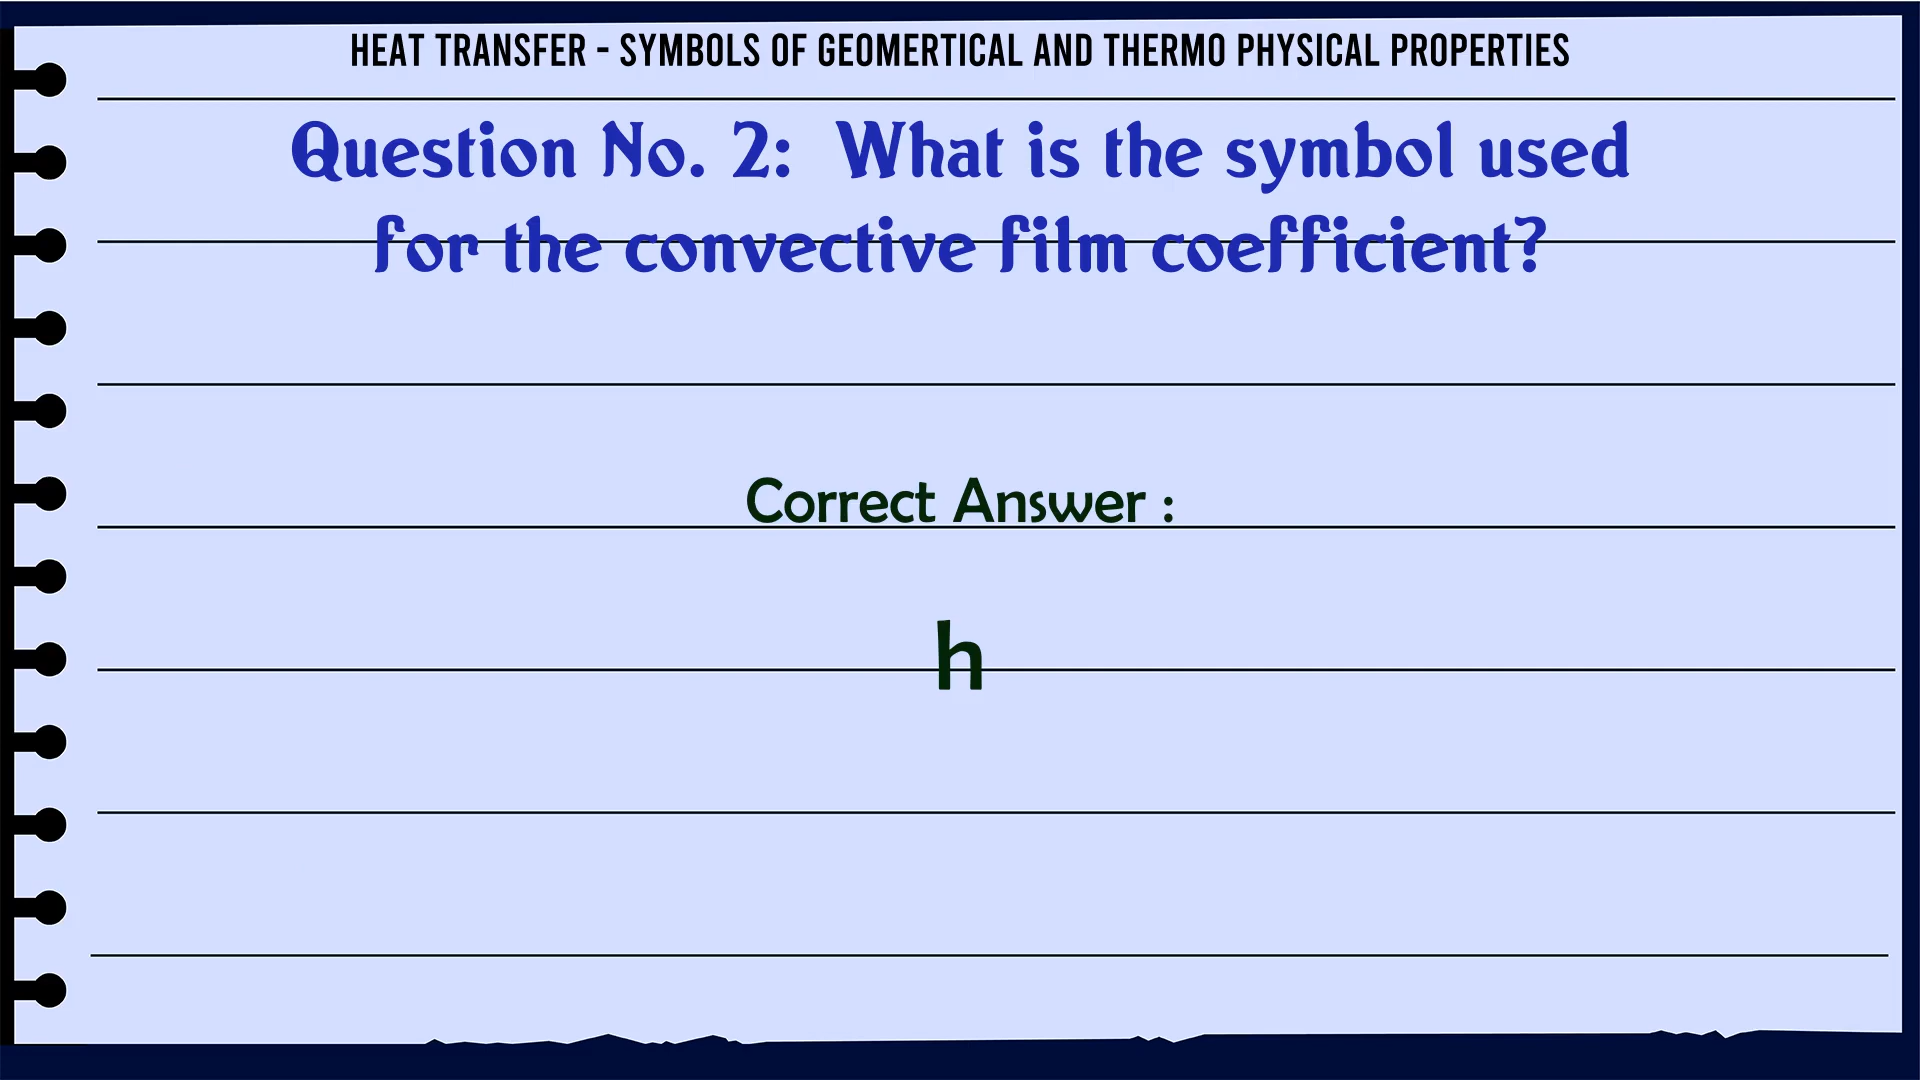 HEAT TRANSFER - SYMBOLS OF GEOMERTICAL AND THERMO PHYSICAL PROPERTIES
Question No. 2: What is the symbol used
for the convective film coefficient?
Correct Answer :
h